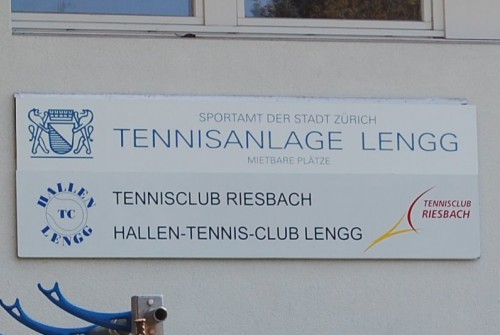 SPORTAMT DER STADT ZÜRICH
TENNISANLAGE LENGG
MIETBARE PLÄTZE
HALLEN
TC
LENGG
TENNISCLUB RIESBACH
HALLEN-TENNIS-CLUB LENGG
TENNISCLUB
RIESBACH